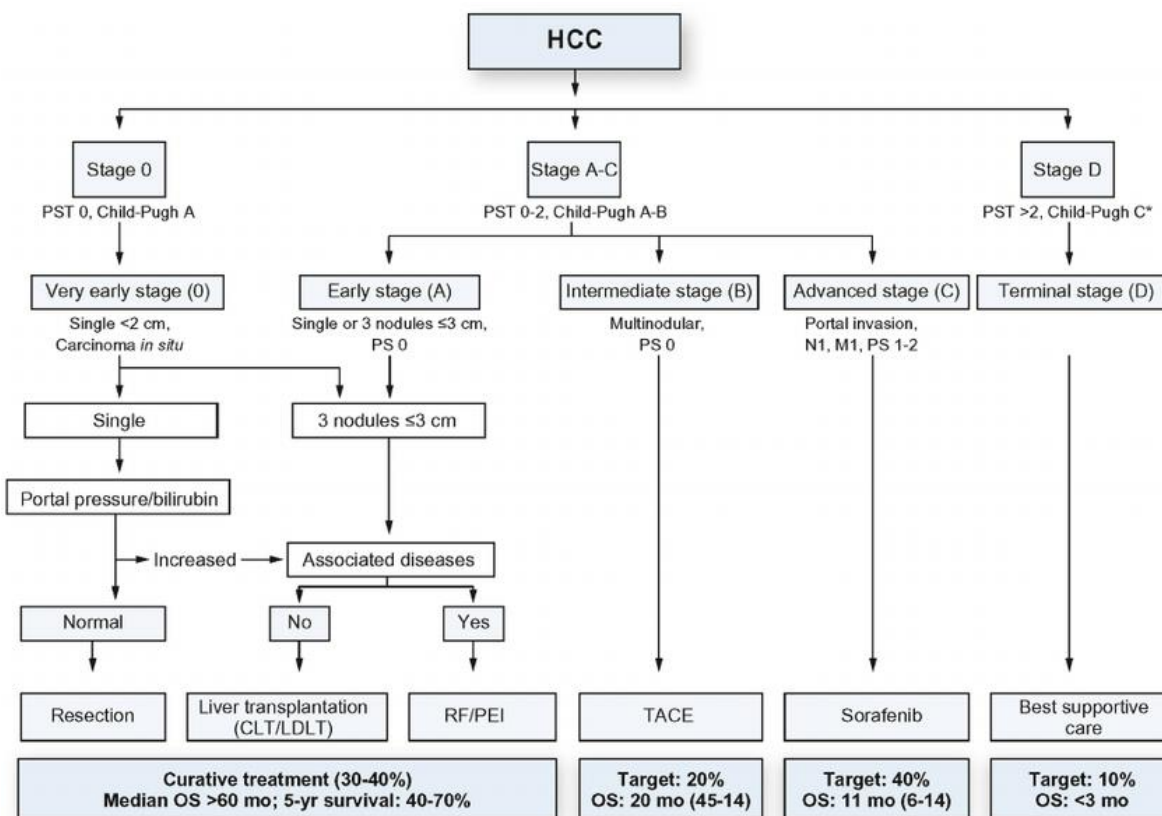 HCC
Stage 0
Stage A-C
Stage D
PST 0, Child-Pugh A
PST 0-2, Child-Pugh A-B
PST >2, Child-Pugh C*
Very early stage (0)
Early stage (A)
Intermediate stage (B)
Advanced stage (C)
Terminal stage (D)
Single <2 cm,
Carcinoma in situ
Single or 3 nodules ≤3 cm,
PS 0
Multinodular,
PS 0
Portal invasion,
N1, M1, PS 1-2
Single
3 nodules ≤3 cm
Portal pressure/bilirubin
Increased
Associated diseases
Normal
No
Yes
Resection
Liver transplantation
(CLT/LDLT)
RF/PEI
TACE
Sorafenib
Best supportive
care
Curative treatment (30-40%)
Median OS >60 mo; 5-yr survival: 40-70%
Target: 20%
OS: 20 mo (45-14)
Target: 40%
OS: 11 mo (6-14)
Target: 10%
OS: <3 mo